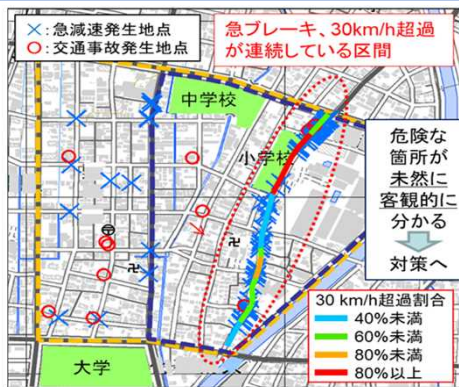 ×:急減速発生地点
○:交通事故発生地点
急ブレーキ、30km/h超過
が連続している区間
中学校
小学校
危険な
箇所が
未然に
客観的に
分かる
対策へ
30 km/h超過割合
40%未満
60%未満
80%未満
80%以上
大学